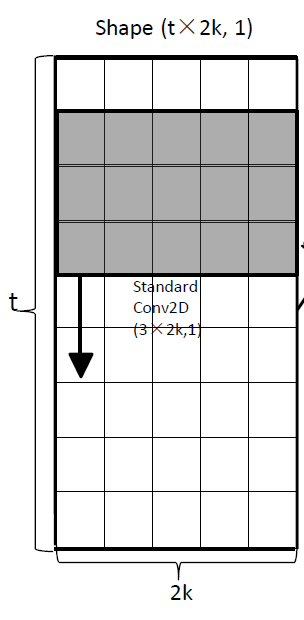 Shape (t×2k, 1)
Standard
Conv2D
(3×2k,1)
t
2k